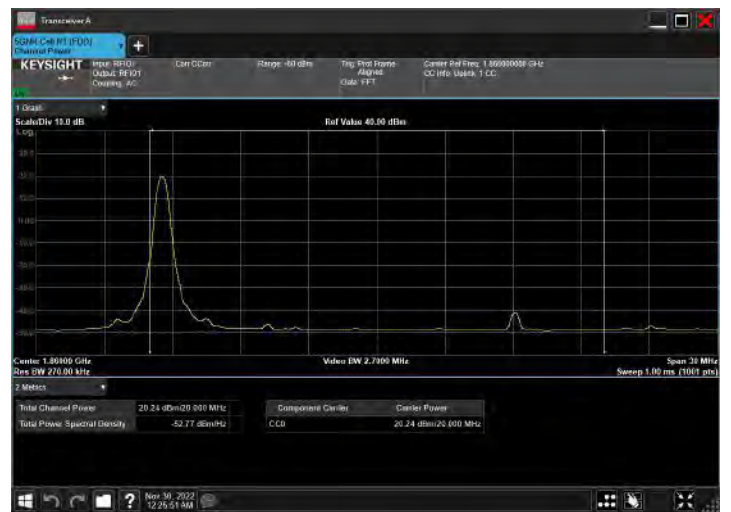 Transceiver A
5GNR Cell N1 (FDD)
Channel Power
KEYSIGHT
Input: RFIO1
Output: RFIO1
Coupling: AC
Corr CCorr
Range: -60 dBm
Trig: Prot Frame
Aligned
Gate: FFT
Carrier Ref Freq: 1.860000000 GHz
CC Info: Uplink, 1 CC
1 Graph
Scale/Div 10.0 dB
Ref Value 40.00 dBm
Log
Center 1.86000 GHz
Video BW 2.7000 MHz
Span 30 MHz
Res BW 270.00 kHz
Sweep 1.00 ms (1001 pts)
2 Metrics
Total Channel Power
20.24 dBm/20.000 MHz
Total Power Spectral Density
-52.77 dBm/Hz
Component Carrier
Carrier Power
CC0
20.24 dBm/20.000 MHz
?
Nov 30, 2022
12:25:51 AM